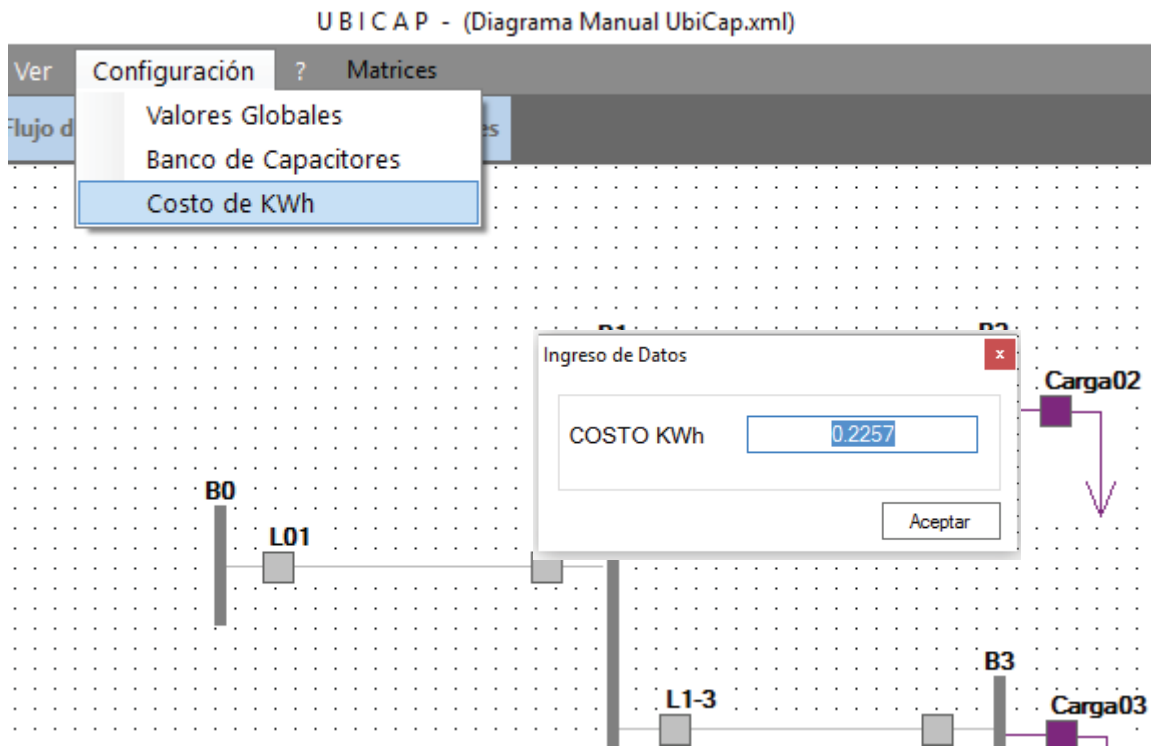 U B I C A P - (Diagrama Manual UbiCap.xml)
Ver Configuración ? Matrices
Flujo d
Valores Globales
Banco de Capacitores
Costo de KWh
Ingreso de Datos x
Carga02
COSTO KWh 0.2257
B0
Aceptar
L01
B3
L1-3
Carga03